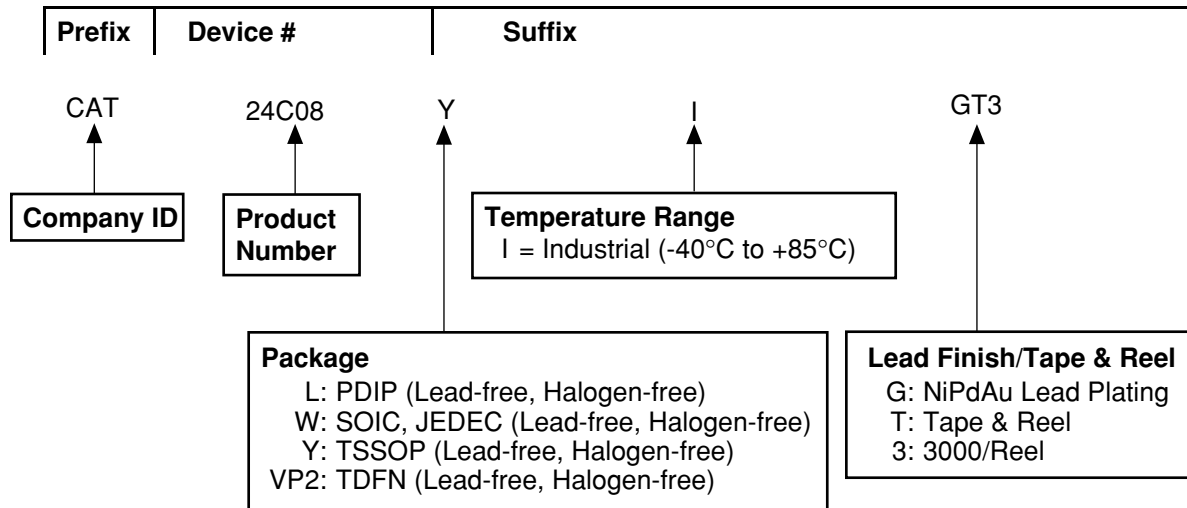 Prefix Device # Suffix
CAT 24C08 Y I GT3
Company ID
Product
Number
Temperature Range
I = Industrial (-40°C to +85°C)
Package
L: PDIP (Lead-free, Halogen-free)
W: SOIC, JEDEC (Lead-free, Halogen-free)
Y: TSSOP (Lead-free, Halogen-free)
VP2: TDFN (Lead-free, Halogen-free)
Lead Finish/Tape & Reel
G: NiPdAu Lead Plating
T: Tape & Reel
3: 3000/Reel